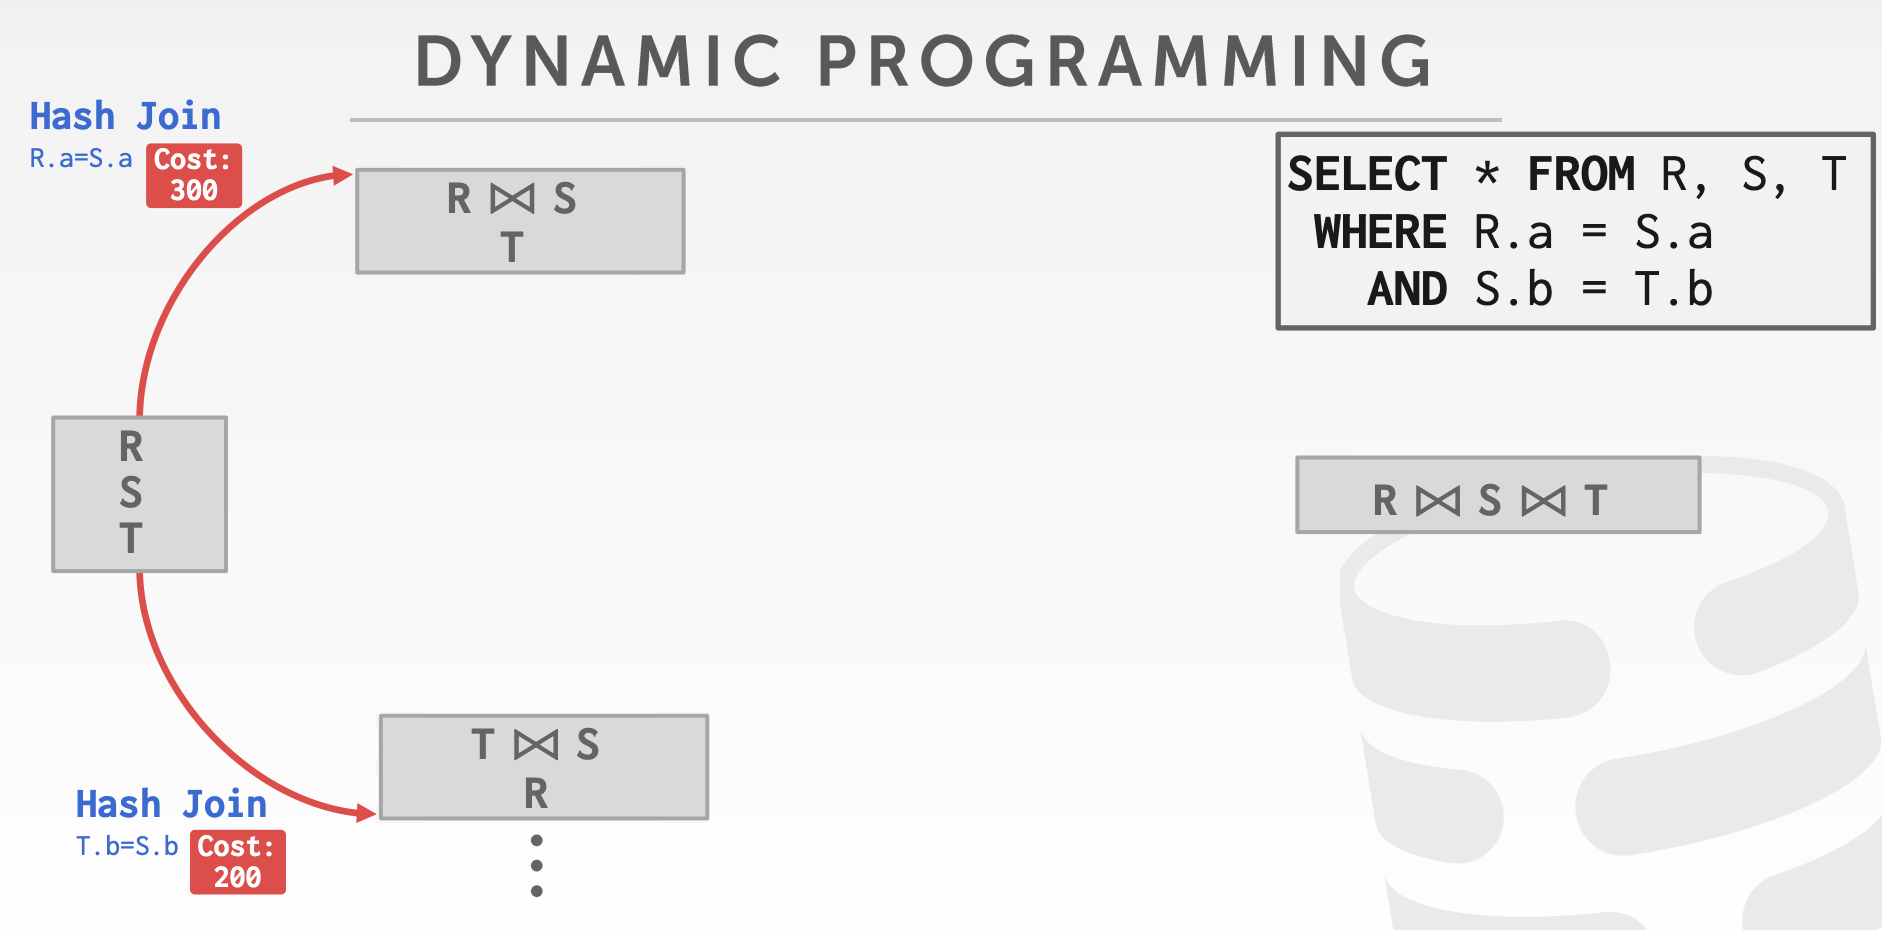 DYNAMIC PROGRAMMING
Hash Join
R.a=S.a
Cost:
300
R ⋈ S
T
SELECT * FROM R, S, T
WHERE R.a = S.a
AND S.b = T.b
R
S
T
R ⋈ S ⋈ T
T ⋈ S
R
Hash Join
T.b=S.b
Cost:
200